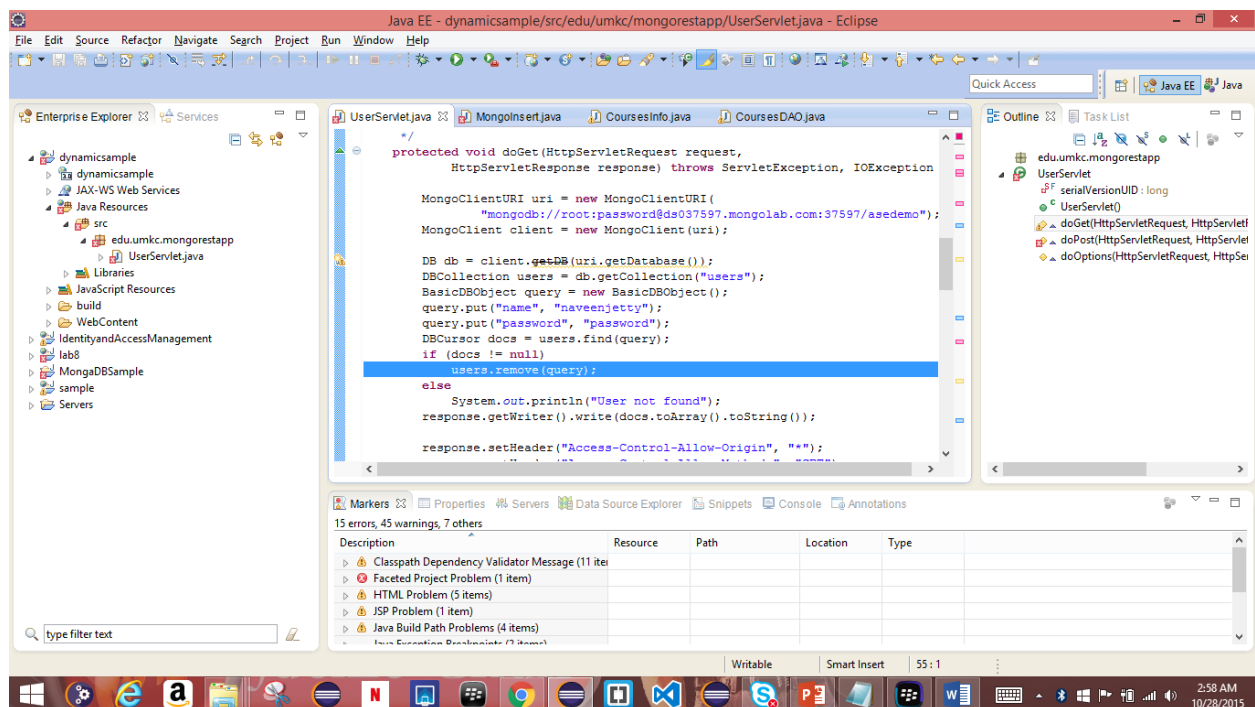 Java EE - dynamicsample/src/edu/umkc/mongorestapp/UserServlet.java - Eclipse
File Edit Source Refactor Navigate Search Project Run Window Help
Quick Access
Java EE
Java
Enterprise Explorer
Services
dynamicsample
dynamicsample
JAX-WS Web Services
Java Resources
src
edu.umkc.mongorestapp
UserServlet.java
Libraries
JavaScript Resources
build
WebContent
IdentityandAccessManagement
lab8
MongaDBSample
sample
Servers
type filter text
UserServlet.java
MongoInsert.java
CoursesInfo.java
CoursesDAO.java
*/
protected void doGet(HttpServletRequest request,
HttpServletResponse response) throws ServletException, IOException
MongoClientURI uri = new MongoClientURI(
"mongodb://root:password@ds037597.mongolab.com:37597/asedemo");
MongoClient client = new MongoClient(uri);
DB db = client.getDB(uri.getDatabase());
DBCollection users = db.getCollection("users");
BasicDBObject query = new BasicDBObject();
query.put("name", "naveenjetty");
query.put("password", "password");
DBCursor docs = users.find(query);
if (docs != null)
users.remove(query);
else
System.out.println("User not found");
response.getWriter().write(docs.toArray().toString());
response.setHeader("Access-Control-Allow-Origin", "*");
Outline
Task List
edu.umkc.mongorestapp
UserServlet
serialVersionUID : long
UserServlet()
doGet(HttpServletRequest, HttpServletR
doPost(HttpServletRequest, HttpServlet
doOptions(HttpServletRequest, HttpSer
Markers
Properties
Servers
Data Source Explorer
Snippets
Console
Annotations
15 errors, 45 warnings, 7 others
Description Resource Path Location Type
Classpath Dependency Validator Message (11 iter
Faceted Project Problem (1 item)
HTML Problem (5 items)
JSP Problem (1 item)
Java Build Path Problems (4 items)
Java Exception Breakpoints (2 items)
Writable Smart Insert 55 : 1
2:58 AM
10/28/2015